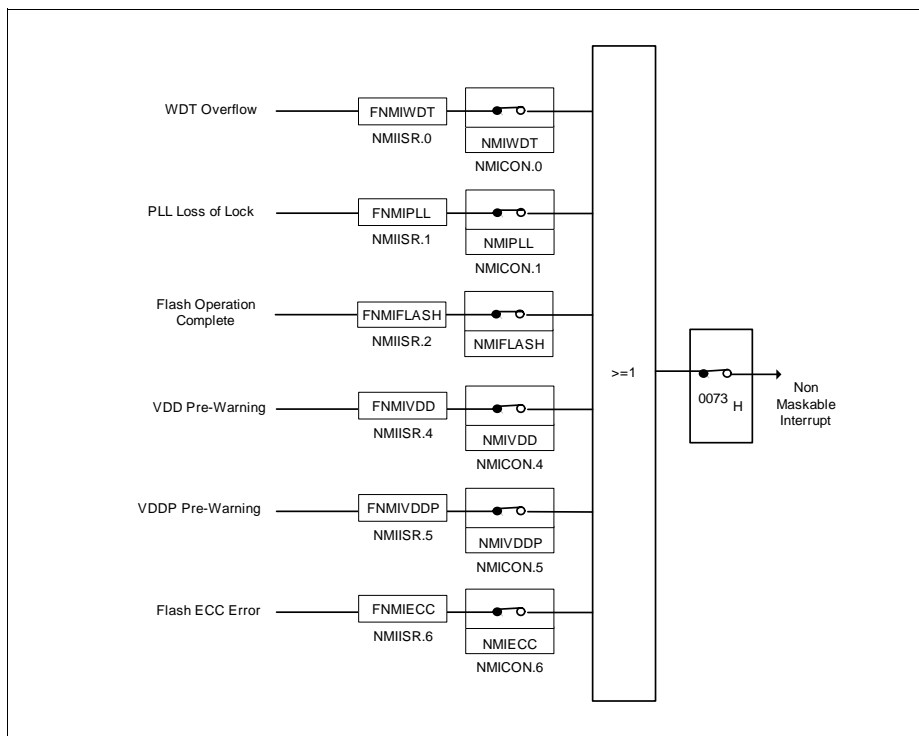 WDT Overflow
FNMIWDT
NMIISR.0
NMIWDT
NMICON.0
PLL Loss of Lock
FNMIPLL
NMIISR.1
NMIPLL
NMICON.1
Flash Operation
Complete
FNMIFLASH
NMIISR.2
NMIFLASH
>=1
0073 H
Non
Maskable
Interrupt
VDD Pre-Warning
FNMIVDD
NMIISR.4
NMIVDD
NMICON.4
VDDP Pre-Warning
FNMIVDDP
NMIISR.5
NMIVDDP
NMICON.5
Flash ECC Error
FNMIECC
NMIISR.6
NMIECC
NMICON.6